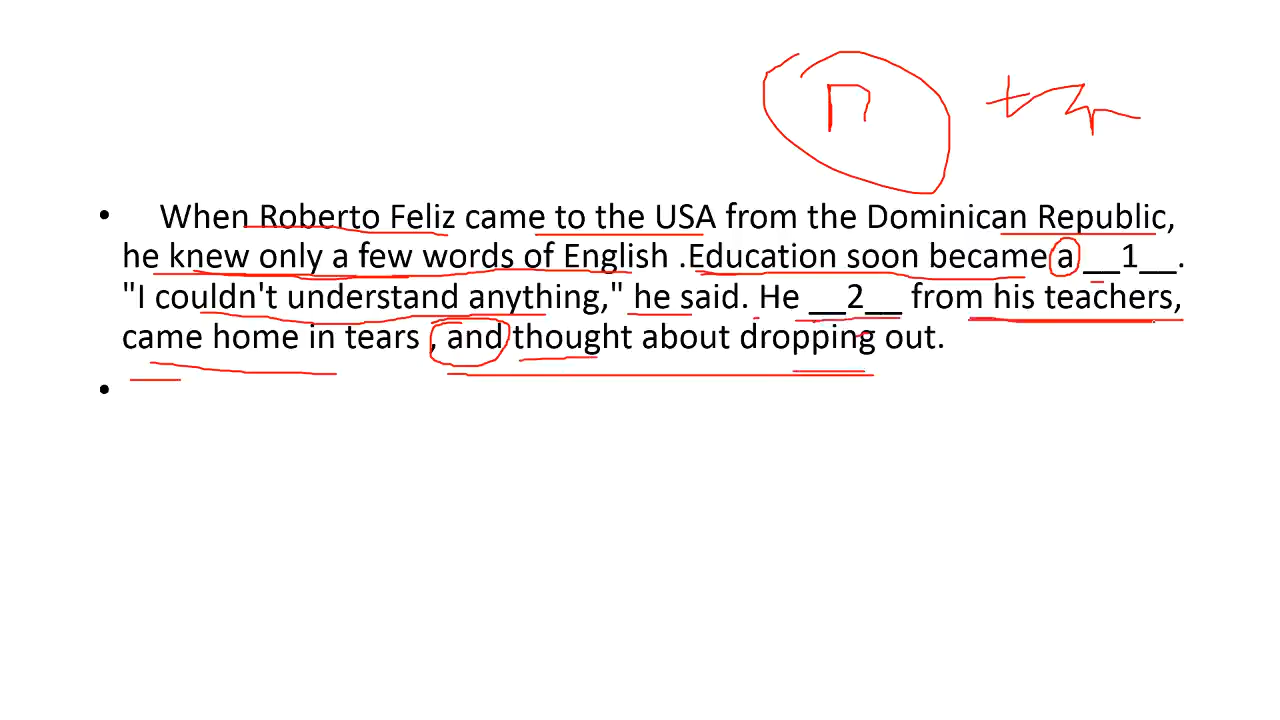 • When Roberto Feliz came to the USA from the Dominican Republic,
he knew only a few words of English .Education soon became a __1__.
"I couldn't understand anything," he said. He __2__ from his teachers,
came home in tears , and thought about dropping out.
•